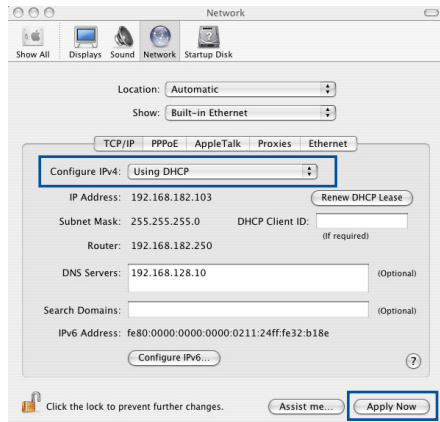 Network
Show All Displays Sound Network Startup Disk
Location: Automatic
Show: Built-in Ethernet
TCP/IP PPPoE AppleTalk Proxies Ethernet
Configure IPv4: Using DHCP
IP Address: 192.168.182.103 Renew DHCP Lease
Subnet Mask: 255.255.255.0 DHCP Client ID:
(If required)
Router: 192.168.182.250
DNS Servers: 192.168.128.10 (Optional)
Search Domains: (Optional)
IPv6 Address: fe80:0000:0000:0000:0211:24ff:fe32:b18e
Configure IPv6... ?
Click the lock to prevent further changes. Assist me... Apply Now